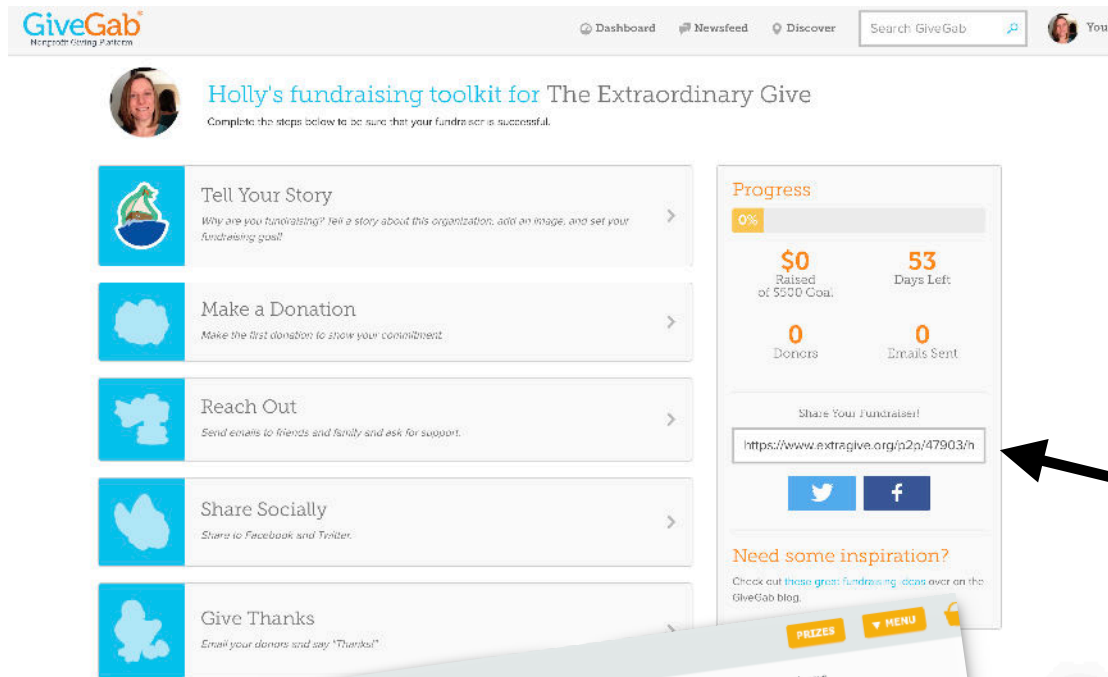 GiveGab
Nonprofit Giving Platform
Dashboard
Newsfeed
Discover
Search GiveGab
You
Holly's fundraising toolkit for The Extraordinary Give
Complete the steps below to be sure that your fundraiser is successful.
Tell Your Story
Why are you fundraising? Tell a story about this organization, add an image, and set your
fundraising goal!
Make a Donation
Make the first donation to show your commitment.
Reach Out
Send emails to friends and family and ask for support.
Share Socially
Share to Facebook and Twitter.
Give Thanks
Email your donors and say "Thanks!"
Progress
0%
$0
Raised
of $500 Goal
53
Days Left
0
Donors
0
Emails Sent
Share Your Fundraiser!
https://www.extragive.org/p2p/47903/h
Need some inspiration?
Check out these great fundraising ideas over on the
GiveGab blog.
PRIZES
▼ MENU